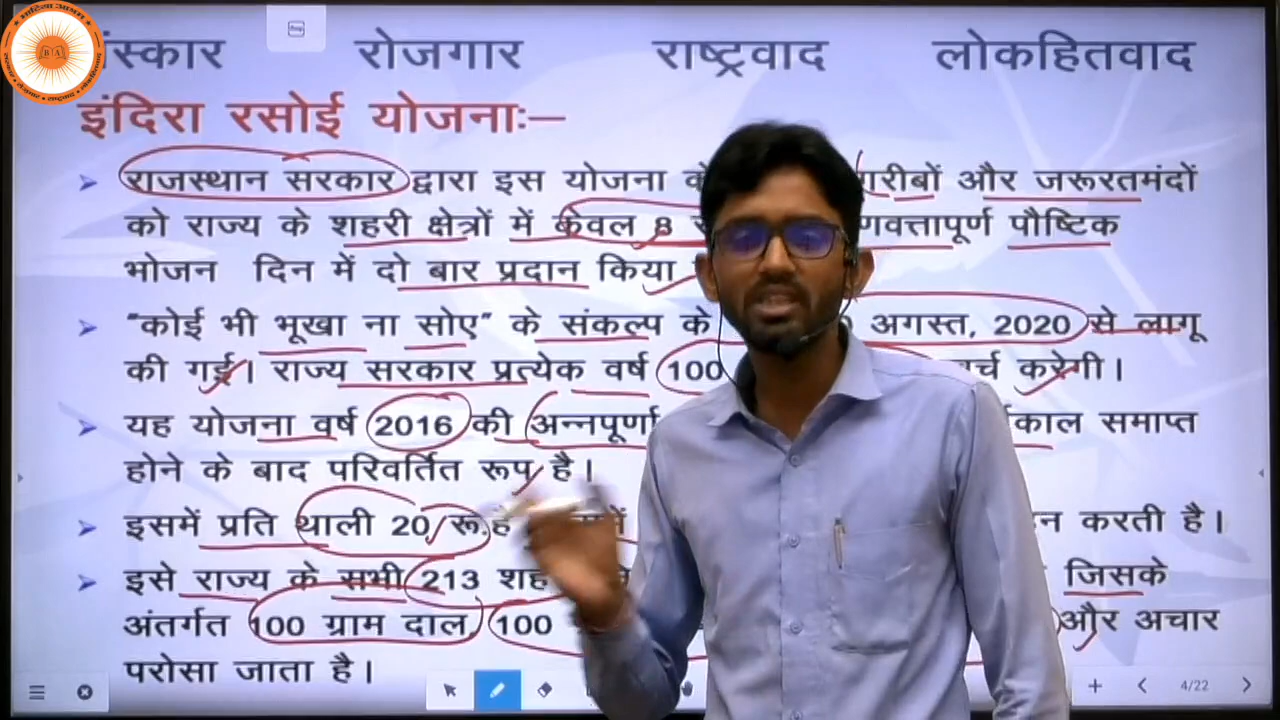 संस्कार रोजगार राष्ट्रवाद लोकहितवाद
इंदिरा रसोई योजनाः–
राजस्थान सरकार द्वारा इस योजना और जरूरतमंदों
को राज्य के शहरी क्षेत्रों में केवल 8 पौष्टिक
भोजन दिन में दो बार प्रदान किया
"कोई भी भूखा ना सोए" के संकल्प के अगस्त, 2020 से लागू
की गई। राज्य सरकार प्रत्येक वर्ष 100 करेगी।
यह योजना वर्ष 2016 की अन्नपूर्णा समाप्त
होने के बाद परिवर्तित रूप है।
इसमें प्रति थाली 20 रू. है करती है।
इसे राज्य के सभी 213 जिसके
अंतर्गत 100 ग्राम दाल, 100 और अचार
परोसा जाता है।
4/22